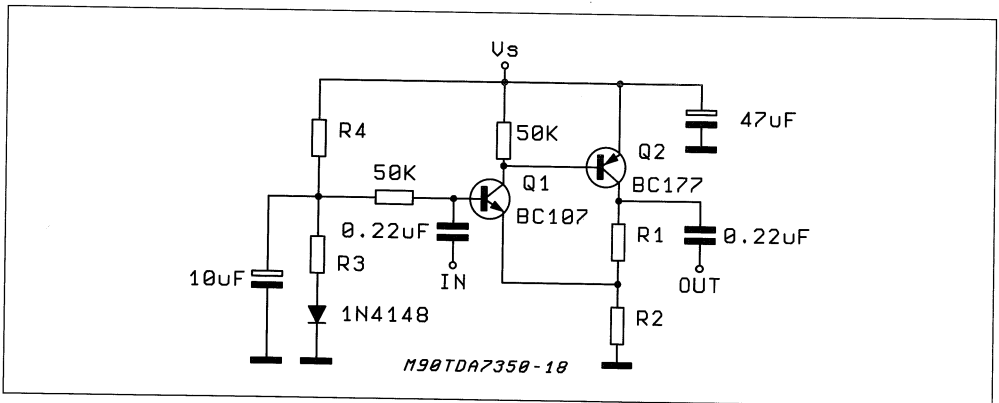 Vs
R4
50K
47uF
Q2
50K
Q1
BC177
BC107
0.22uF
R1
0.22uF
R3
10uF
IN
OUT
1N4148
R2
M90TDA7350-18